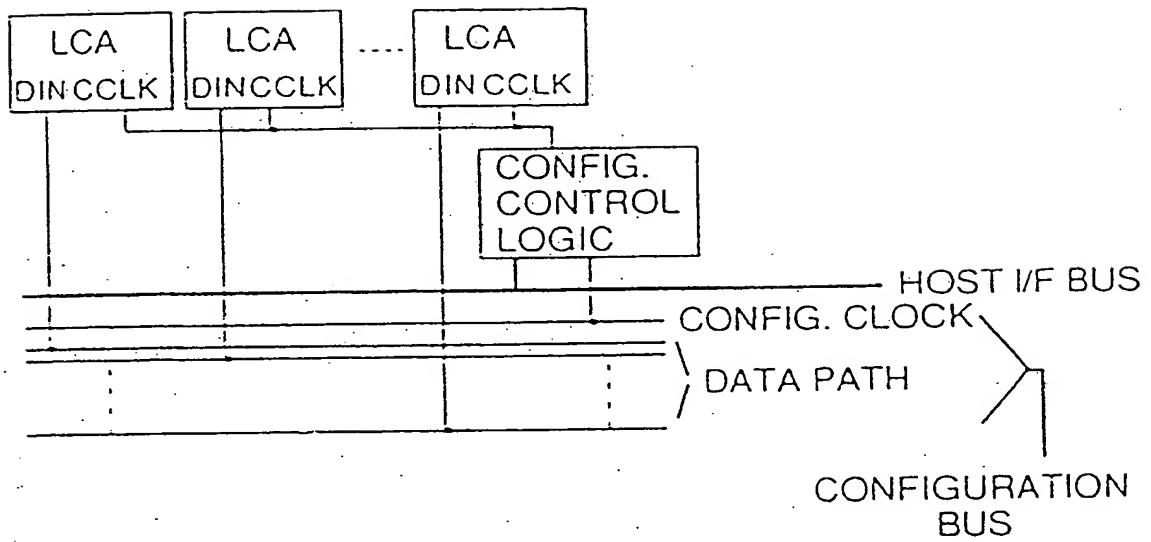 LCA
DIN CCLK
LCA
DIN CCLK
LCA
DIN CCLK
CONFIG.
CONTROL
LOGIC
HOST I/F BUS
CONFIG. CLOCK
DATA PATH
CONFIGURATION
BUS